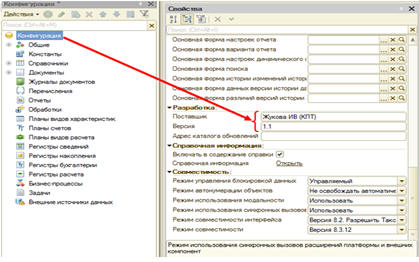 Конфигурация *
Действия
Поиск (Ctrl+Alt+M)
Конфигурация
Общие
Константы
Справочники
Документы
Журналы документов
Перечисления
Отчеты
Обработки
Планы видов характеристик
Планы счетов
Планы видов расчета
Регистры сведений
Регистры накопления
Регистры бухгалтерии
Регистры расчета
Бизнес-процессы
Задачи
Внешние источники данных
Свойства
Поиск (Ctrl+Alt+I)
Основная форма настроек отчета
Основная форма варианта отчета
Основная форма настроек динамического с
Основная форма поиска
Основная форма истории изменений истори
Основная форма данных версии истории да
Основная форма различий версий истории
Разработка:
Поставщик Жукова ИВ (КПТ)
Версия 1.1
Адрес каталога обновлений
Справочная информация:
Включать в содержание справки
Справочная информация Открыть
Совместимость:
Режим управления блокировкой данных Управляемый
Режим автонумерации объектов Не освобождать автоматиче
Режим использования модальности Использовать
Режим использования синхронных вызовов Использовать
Режим совместимости интерфейса Версия 8.2. Разрешить Такс
Режим совместимости Версия 8.3.12
Режим использования синхронных вызовов расширений платформы и внешних
компонент